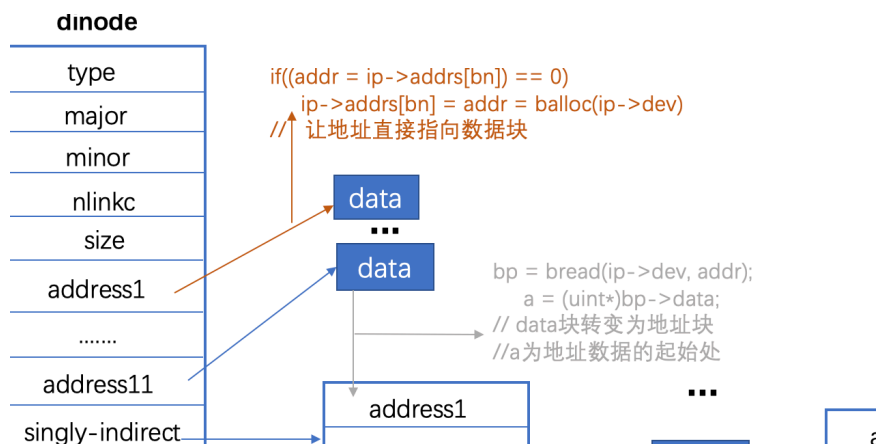 dinode
type
major
minor
nlinkc
size
address1
.......
address11
singly-indirect
if((addr = ip->addrs[bn]) == 0)
ip->addrs[bn] = addr = balloc(ip->dev)
// 让地址直接指向数据块
data
...
data
bp = bread(ip->dev, addr);
a = (uint*)bp->data;
// data块转变为地址块
//a为地址数据的起始处
address1
...